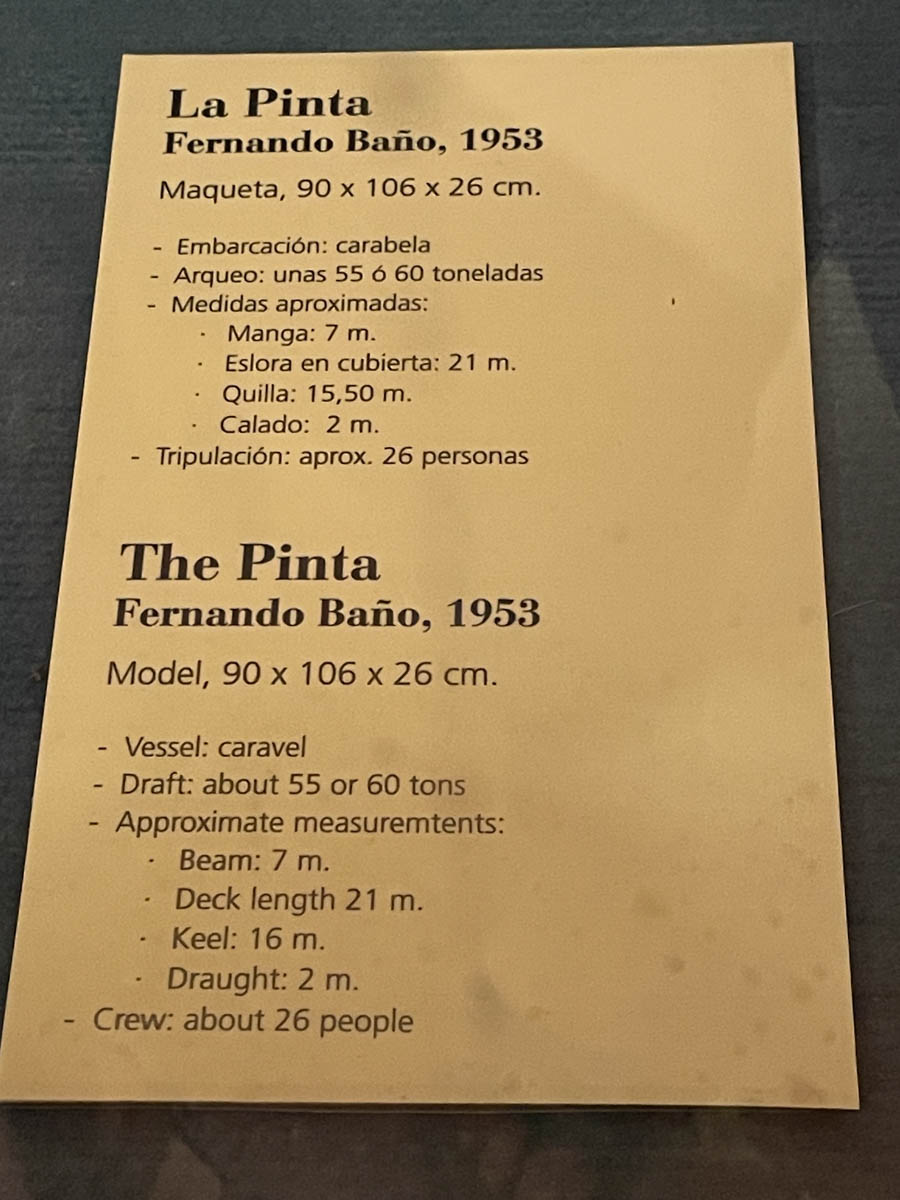 La Pinta
Fernando Baño, 1953
Maqueta, 90 x 106 x 26 cm.
- Embarcación: carabela
- Arqueo: unas 55 ó 60 toneladas
- Medidas aproximadas:
· Manga: 7 m.
· Eslora en cubierta: 21 m.
· Quilla: 15,50 m.
· Calado: 2 m.
- Tripulación: aprox. 26 personas
The Pinta
Fernando Baño, 1953
Model, 90 x 106 x 26 cm.
- Vessel: caravel
- Draft: about 55 or 60 tons
- Approximate measuremtents:
· Beam: 7 m.
· Deck length 21 m.
· Keel: 16 m.
· Draught: 2 m.
- Crew: about 26 people